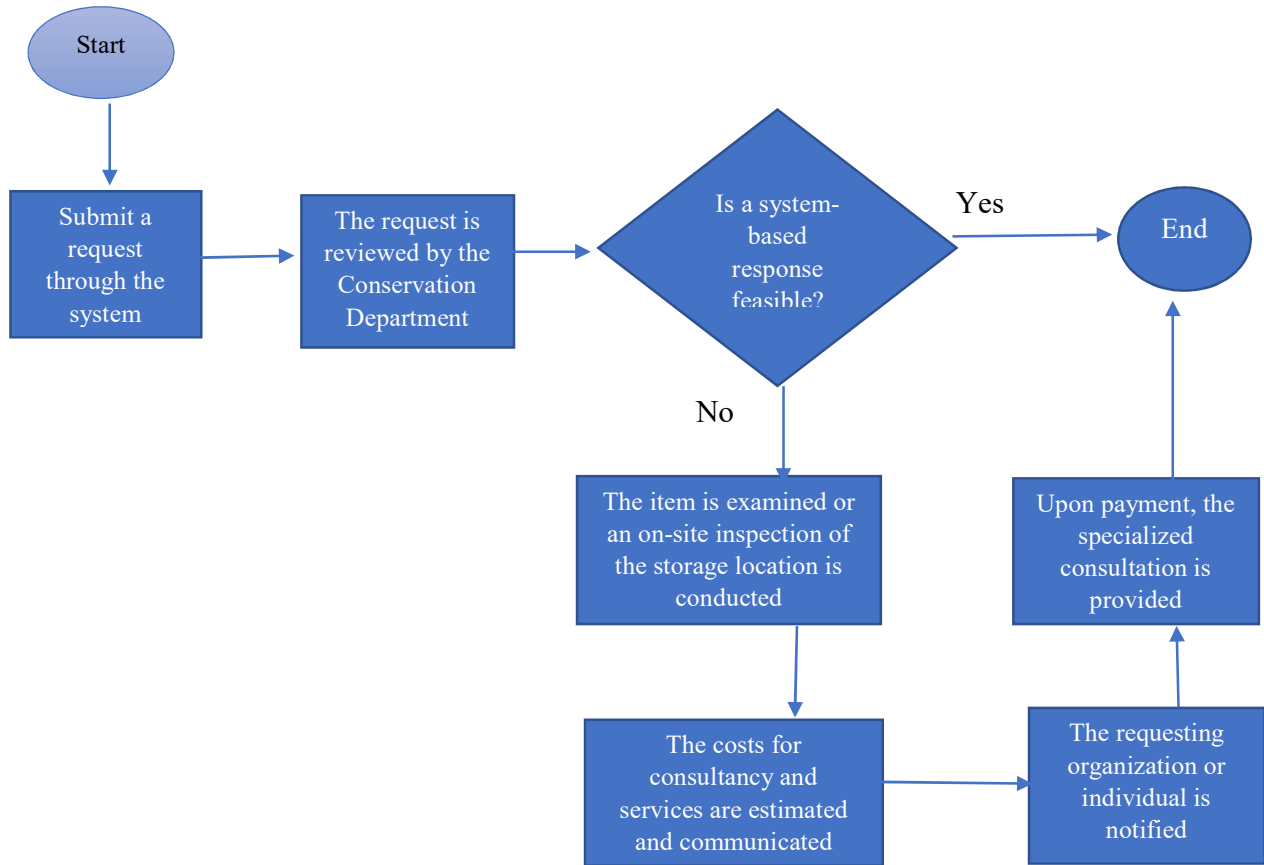 Start
Submit a
request
through the
system
The request is
reviewed by the
Conservation
Department
Is a system-
based
response
feasible?
Yes
End
No
The item is examined or
an on-site inspection of
the storage location is
conducted
Upon payment, the
specialized
consultation is
provided
The costs for
consultancy and
services are estimated
and communicated
The requesting
organization or
individual is
notified